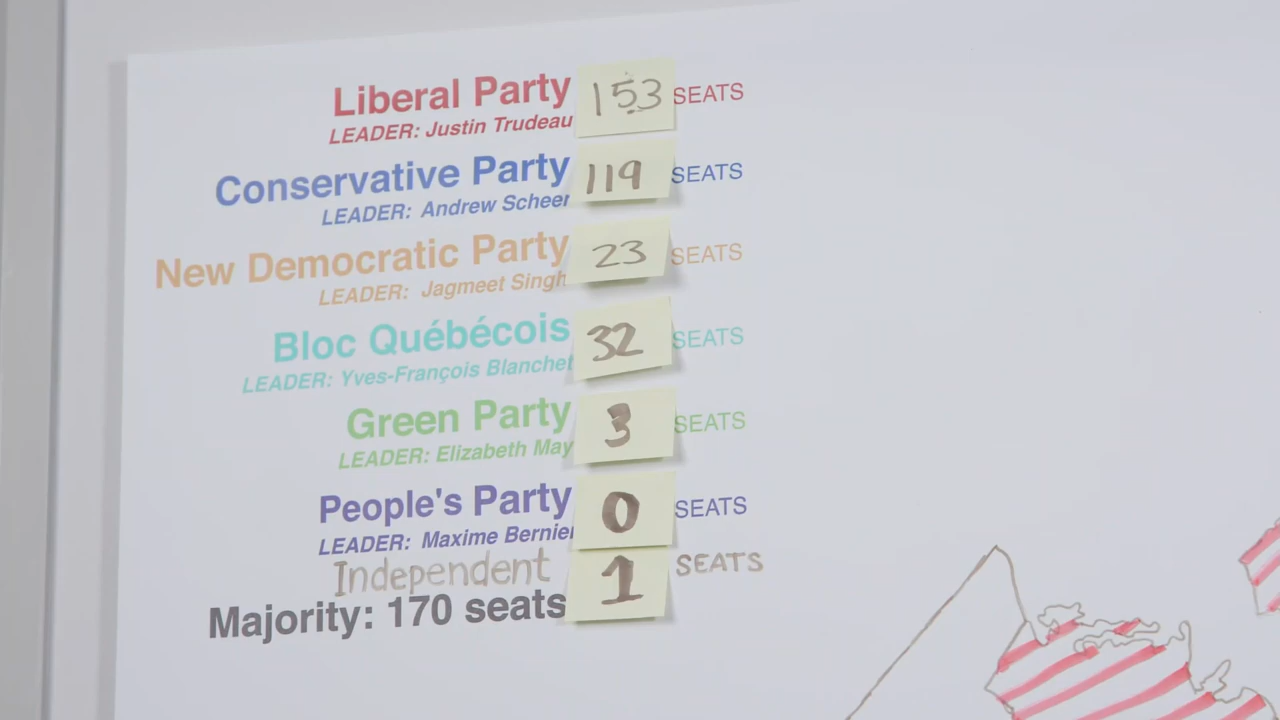 Liberal Party 153 SEATS
LEADER: Justin Trudeau
Conservative Party 119 SEATS
LEADER: Andrew Scheer
New Democratic Party 23 SEATS
LEADER: Jagmeet Singh
Bloc Québécois 32 SEATS
LEADER: Yves-François Blanchet
Green Party 3 SEATS
LEADER: Elizabeth May
People's Party 0 SEATS
LEADER: Maxime Bernier
Independent 1 SEATS
Majority: 170 seats